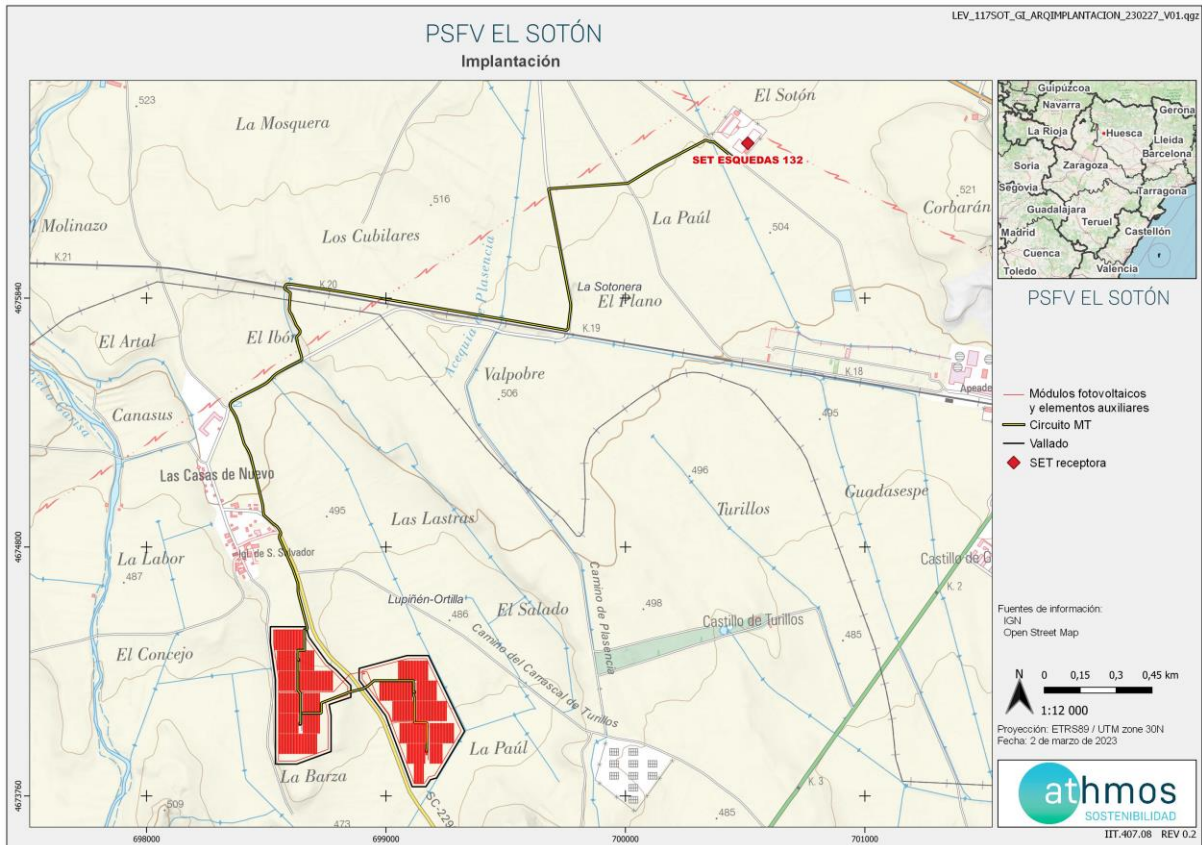 LEV_117SOT_GI_ARQIMPLANTACION_230227_V01.qgz
PSFV EL SOTÓN
Implantación
523
La Mosquera
El Sotón
SET ESQUEDAS 132
521
516
La Paúl
504
Corbarán
Molinazo
Los Cubilares
Acequia de Plasencia
K.21
K.20
La Sotonera
El Plano
K.19
El Artal
El Ibón
Valpobre
506
K.18
Apeade
Canasus
495
Las Casas de Nuevo
496
Guadasespe
495
Las Lastras
Turillos
Igl. de S. Salvador
La Labor
487
Castillo de
K. 2
Lupiñén-Ortilla
486
El Salado
Camino de Plasencia
498
Castillo de Turillos
485
El Concejo
Camino del Carrascal de Turillos
La Paúl
La Barza
K. 3
509
473
SC-229
485
4675840
4674800
4673760
698000
699000
700000
701000
Guipúzcoa
Navarra
Gerona
La Rioja
Huesca
Lleida
Soria
Zaragoza
Barcelona
Segovia
Tarragona
Guadalajara
Teruel
Madrid
Castellón
Cuenca
Toledo
Valencia
PSFV EL SOTÓN
Módulos fotovoltaicos
y elementos auxiliares
Circuito MT
Vallado
SET receptora
Fuentes de información:
IGN
Open Street Map
N
0 0,15 0,3 0,45 km
1:12 000
Proyección: ETRS89 / UTM zone 30N
Fecha: 2 de marzo de 2023
athmos
SOSTENIBILIDAD
IIT.407.08 REV 0.2